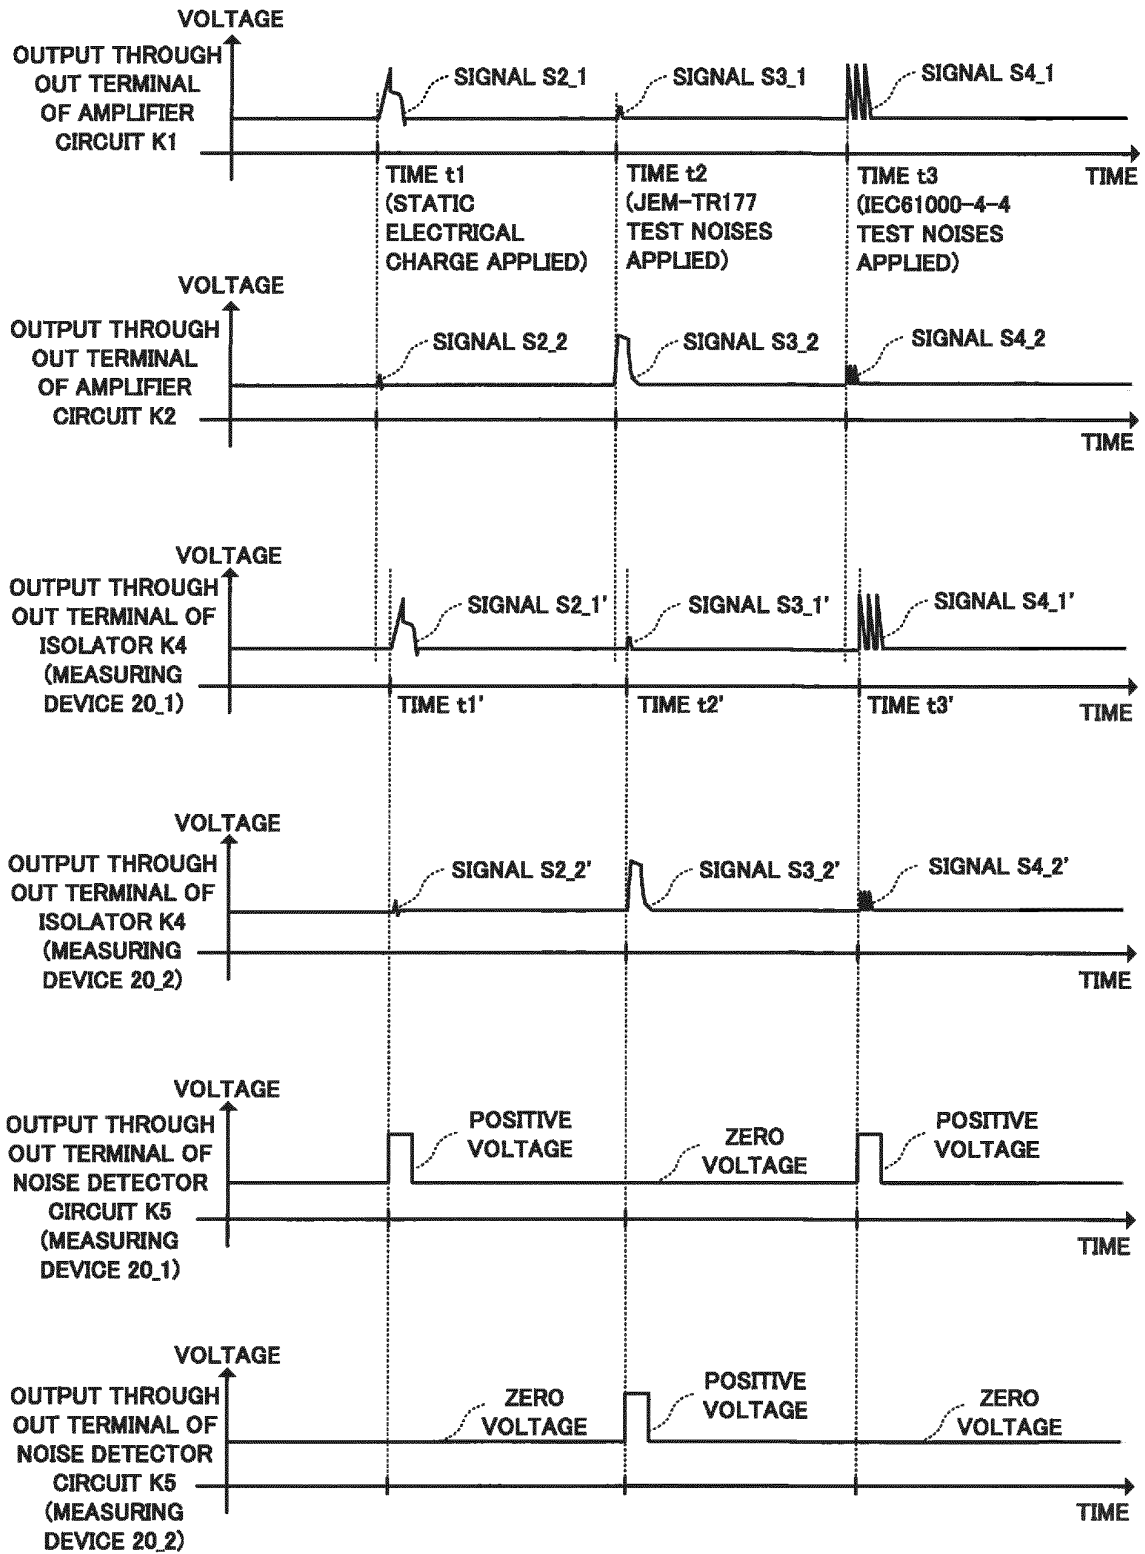 VOLTAGE
OUTPUT THROUGH
OUT TERMINAL
OF AMPLIFIER
CIRCUIT K1
SIGNAL S2_1
SIGNAL S3_1
SIGNAL S4_1
TIME
TIME t1
(STATIC
ELECTRICAL
CHARGE APPLIED)
TIME t2
(JEM-TR177
TEST NOISES
APPLIED)
TIME t3
(IEC61000-4-4
TEST NOISES
APPLIED)
VOLTAGE
OUTPUT THROUGH
OUT TERMINAL
OF AMPLIFIER
CIRCUIT K2
SIGNAL S2_2
SIGNAL S3_2
SIGNAL S4_2
TIME
VOLTAGE
OUTPUT THROUGH
OUT TERMINAL OF
ISOLATOR K4
(MEASURING
DEVICE 20_1)
SIGNAL S2_1'
SIGNAL S3_1'
SIGNAL S4_1'
TIME t1'
TIME t2'
TIME t3'
TIME
VOLTAGE
OUTPUT THROUGH
OUT TERMINAL OF
ISOLATOR K4
(MEASURING
DEVICE 20_2)
SIGNAL S2_2'
SIGNAL S3_2'
SIGNAL S4_2'
TIME
VOLTAGE
OUTPUT THROUGH
OUT TERMINAL OF
NOISE DETECTOR
CIRCUIT K5
(MEASURING
DEVICE 20_1)
POSITIVE
VOLTAGE
ZERO
VOLTAGE
POSITIVE
VOLTAGE
TIME
VOLTAGE
OUTPUT THROUGH
OUT TERMINAL OF
NOISE DETECTOR
CIRCUIT K5
(MEASURING
DEVICE 20_2)
ZERO
VOLTAGE
POSITIVE
VOLTAGE
ZERO
VOLTAGE
TIME